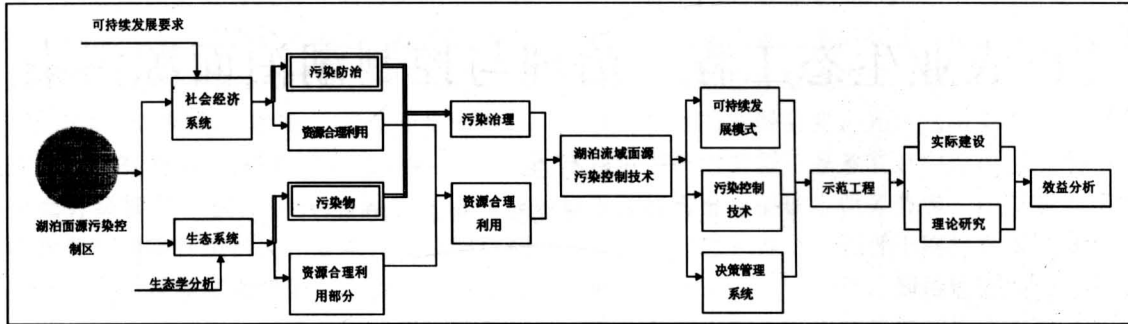 可持续发展要求
社会经济
系统
湖泊面源污染控
制区
生态系统
生态学分析
污染防治
资源合理利用
污染物
资源合理利
用部分
污染治理
资源合理
利用
湖泊流域面源
污染控制技术
可持续发
展模式
污染控制
技术
决策管理
系统
示范工程
实际建设
理论研究
效益分析